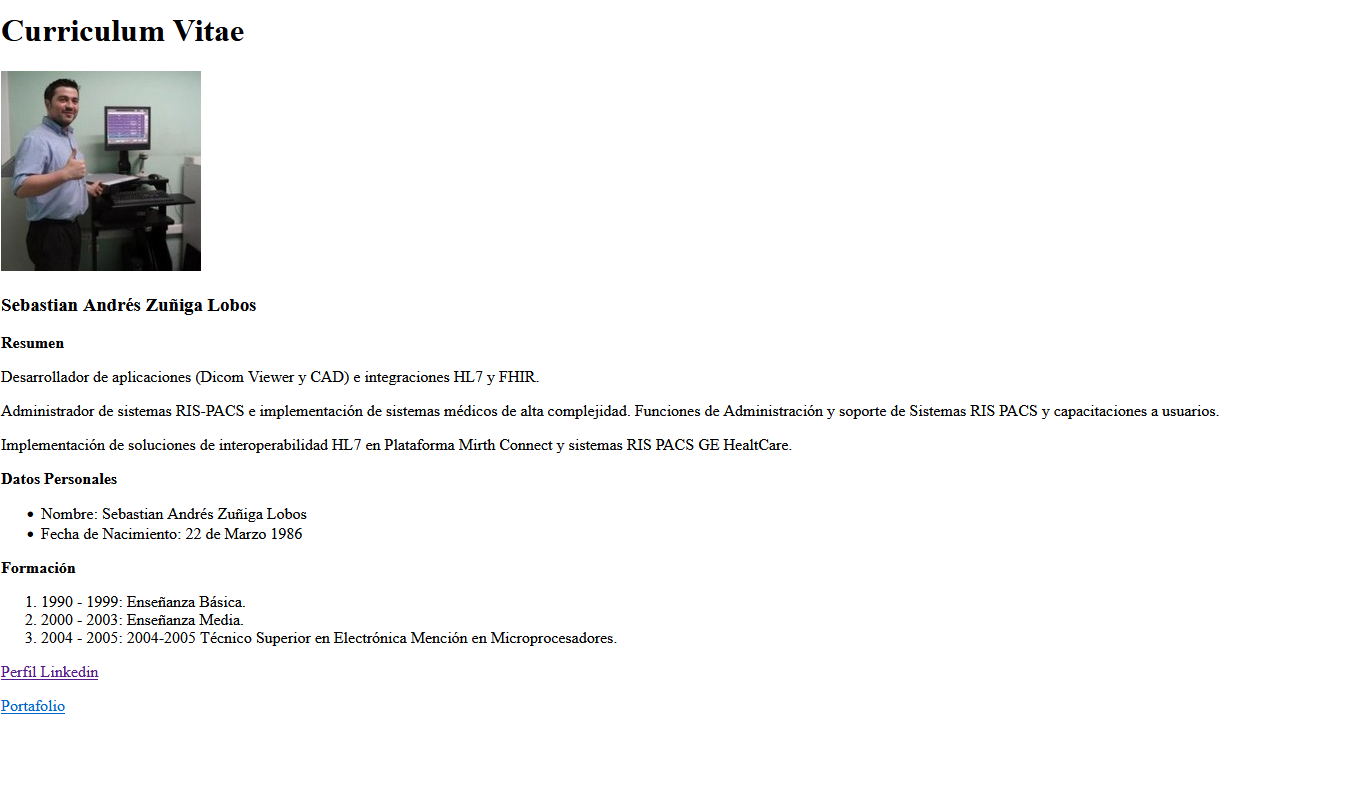 Curriculum Vitae
Sebastian Andrés Zuñiga Lobos
Resumen
Desarrollador de aplicaciones (Dicom Viewer y CAD) e integraciones HL7 y FHIR.
Administrador de sistemas RIS-PACS e implementación de sistemas médicos de alta complejidad. Funciones de Administración y soporte de Sistemas RIS PACS y capacitaciones a usuarios.
Implementación de soluciones de interoperabilidad HL7 en Plataforma Mirth Connect y sistemas RIS PACS GE HealtCare.
Datos Personales
• Nombre: Sebastian Andrés Zuñiga Lobos
• Fecha de Nacimiento: 22 de Marzo 1986
Formación
1. 1990 - 1999: Enseñanza Básica.
2. 2000 - 2003: Enseñanza Media.
3. 2004 - 2005: 2004-2005 Técnico Superior en Electrónica Mención en Microprocesadores.
Perfil Linkedin
Portafolio